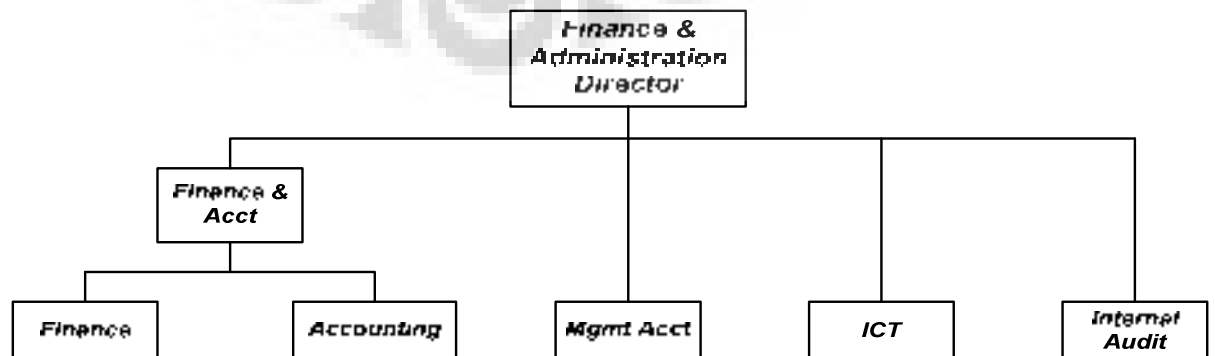 Finance &
Administration
Director
Finance &
Acct
Finance
Accounting
Mgmt Acct
ICT
Internal
Audit